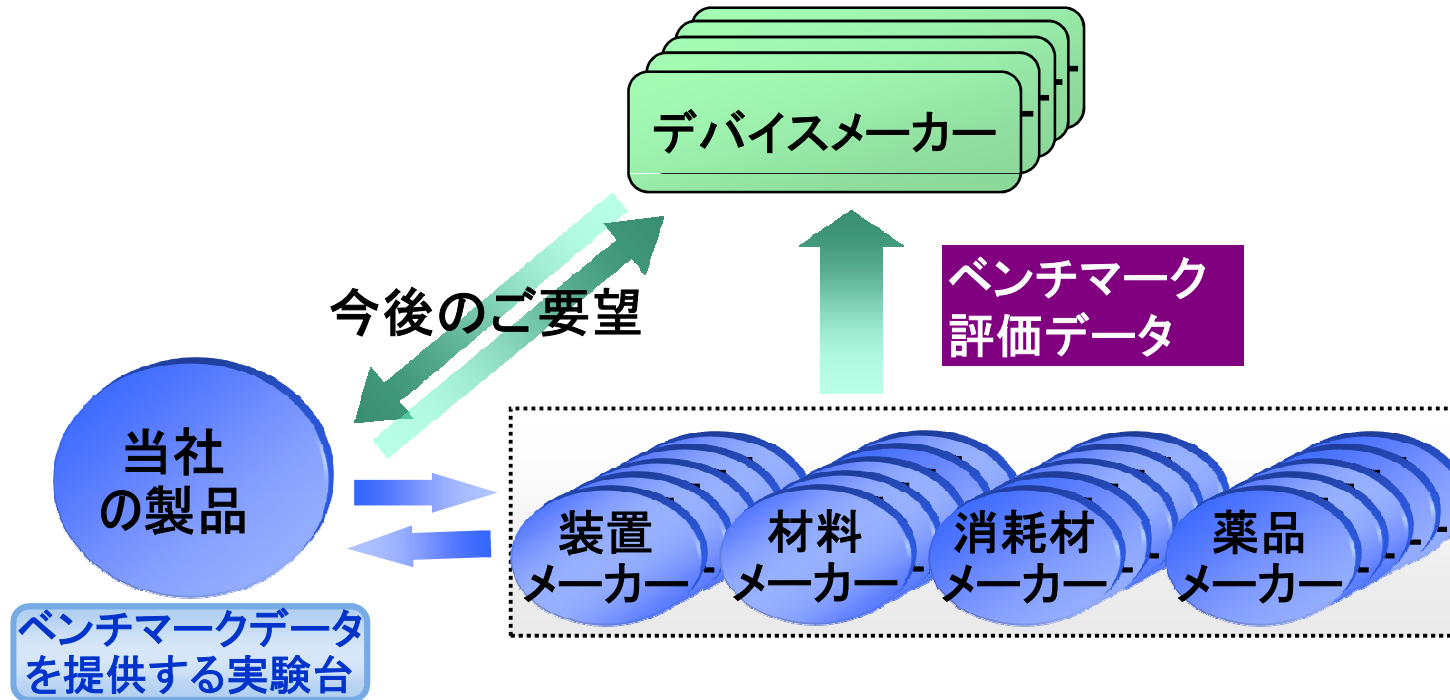 デバイスメーカー
今後のご要望
ベンチマーク
評価データ
当社
の製品
装置
メーカー
材料
メーカー
消耗材
メーカー
薬品
メーカー
ベンチマークデータ
を提供する実験台